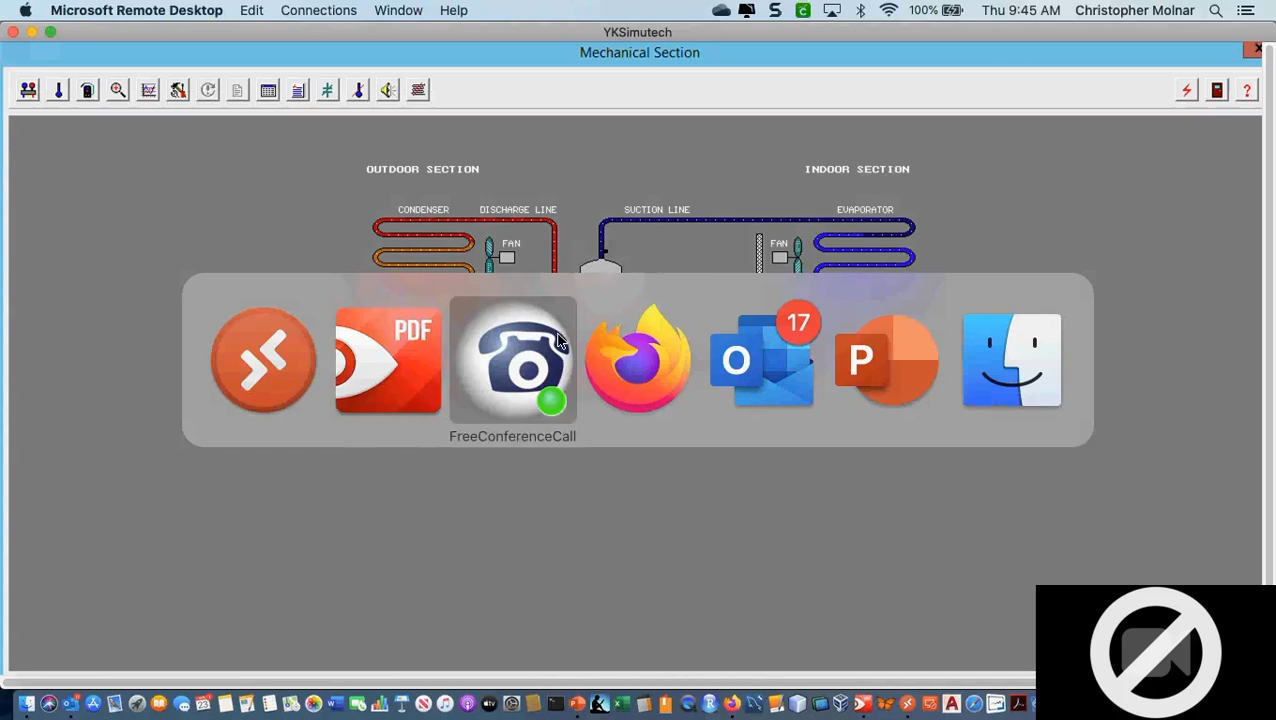 Microsoft Remote Desktop Edit Connections Window Help 100% Thu 9:45 AM Christopher Molnar
YKSimutech
Mechanical Section
OUTDOOR SECTION INDOOR SECTION
CONDENSER DISCHARGE LINE SUCTION LINE EVAPORATOR
FAN FAN
PDF
17
O
P
FreeConferenceCall